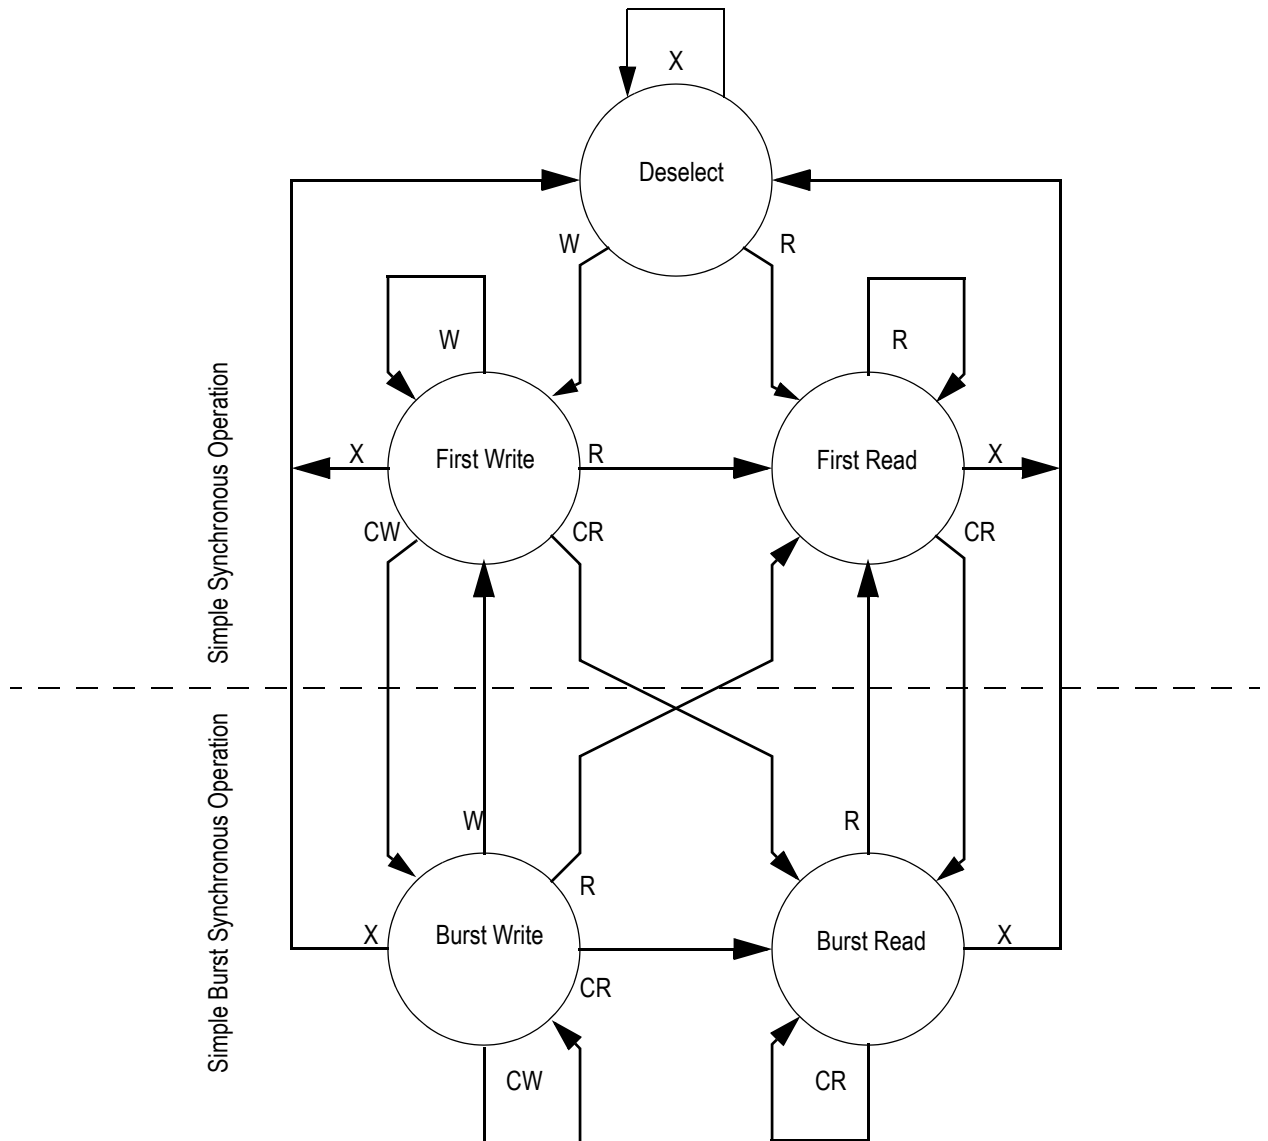 X
Deselect
W
R
W
R
Simple Synchronous Operation
X
First Write
R
First Read
X
CW
CR
CR
Simple Burst Synchronous Operation
W
R
R
X
Burst Write
Burst Read
X
CR
CW
CR